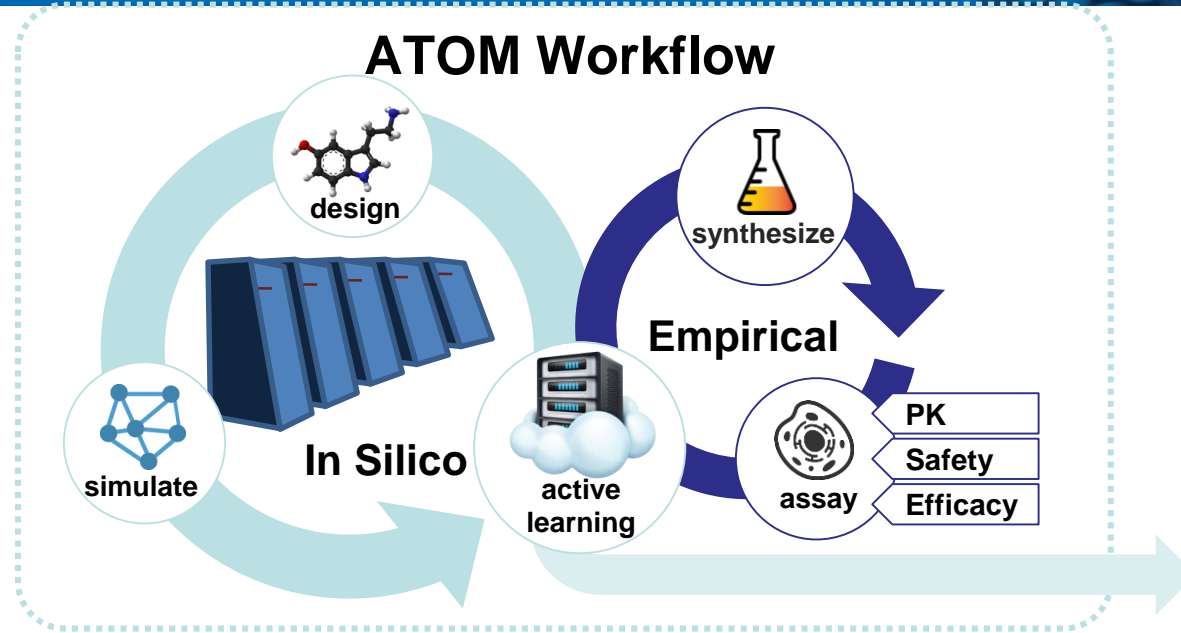 ATOM Workflow
design
synthesize
Empirical
In Silico
simulate
active
learning
assay
PK
Safety
Efficacy